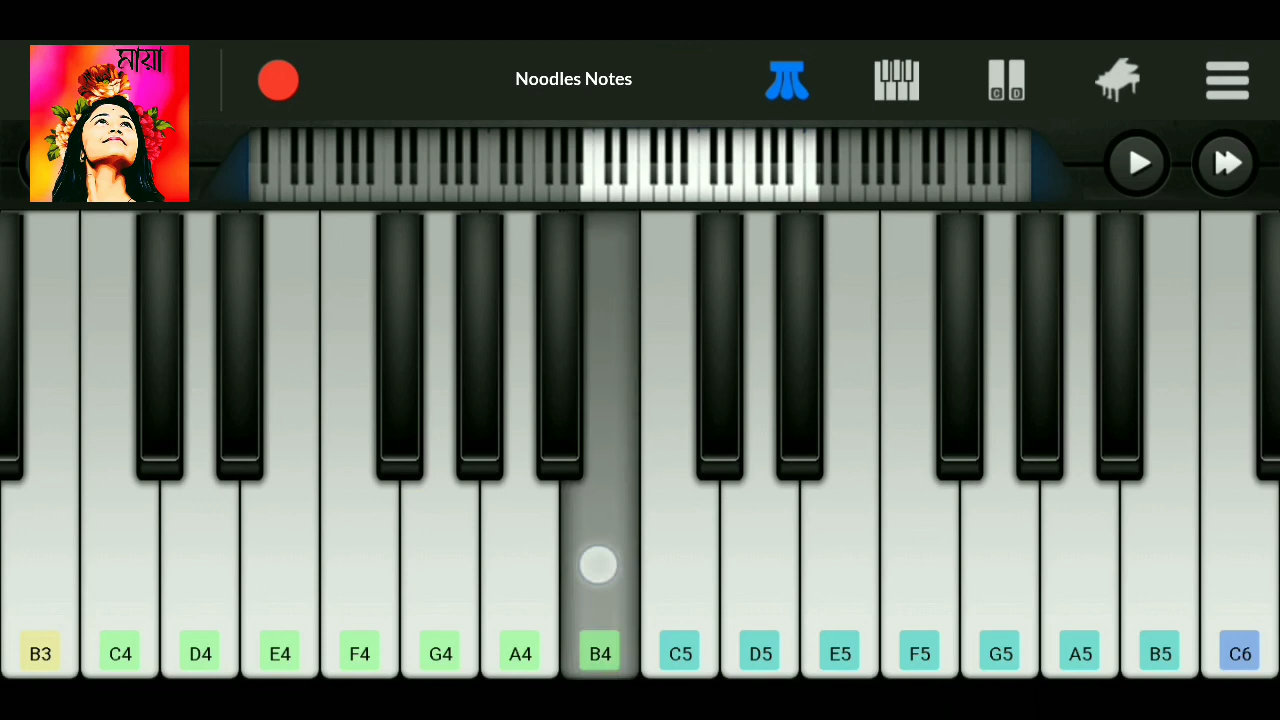 মায়া
Noodles Notes
C D
B3 C4 D4 E4 F4 G4 A4 B4 C5 D5 E5 F5 G5 A5 B5 C6